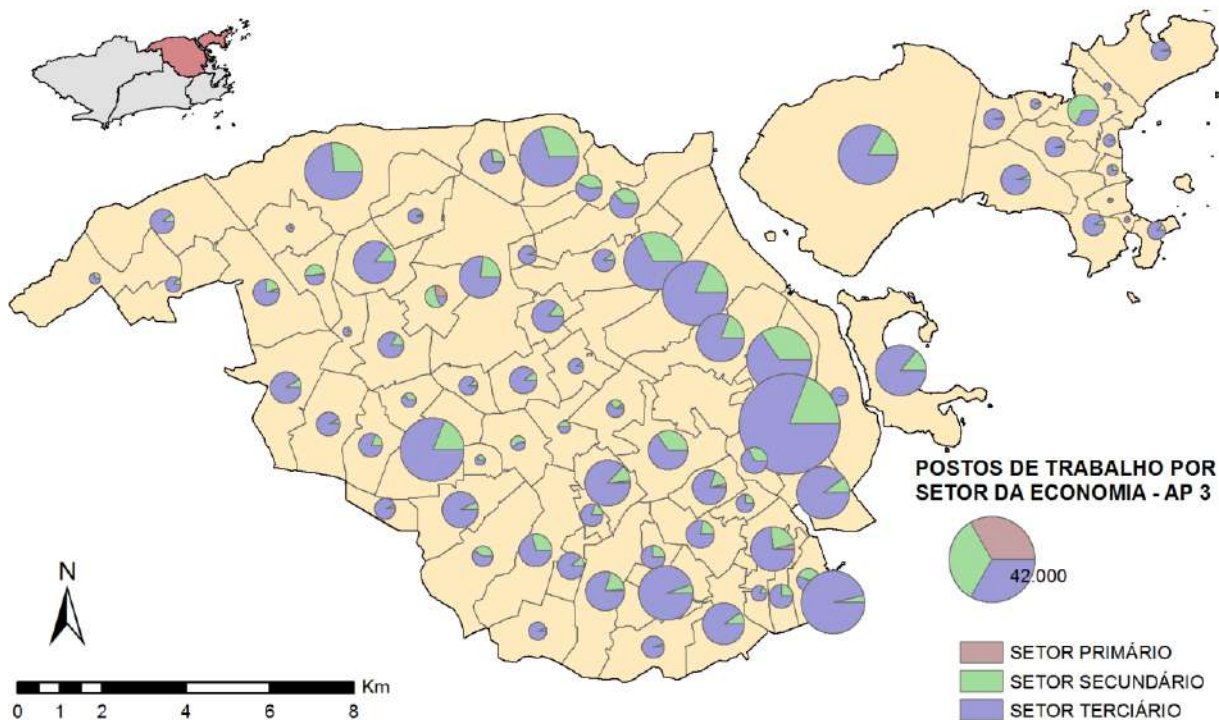 POSTOS DE TRABALHO POR
SETOR DA ECONOMIA - AP 3
42.000
SETOR PRIMÁRIO
SETOR SECUNDÁRIO
SETOR TERCIÁRIO
N
Km
0 1 2 4 6 8